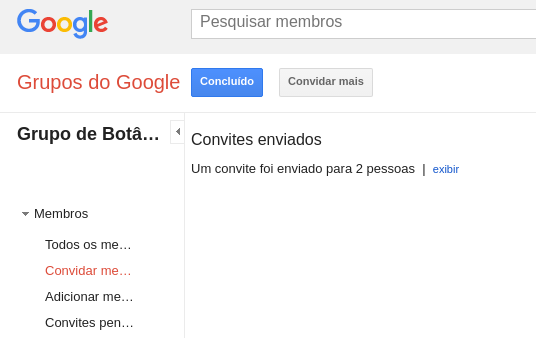 Google
Pesquisar membros
Grupos do Google
Concluído
Convidar mais
Grupo de Botâ…
Convites enviados
Um convite foi enviado para 2 pessoas | exibir
Membros
Todos os me…
Convidar me…
Adicionar me…
Convites pen…